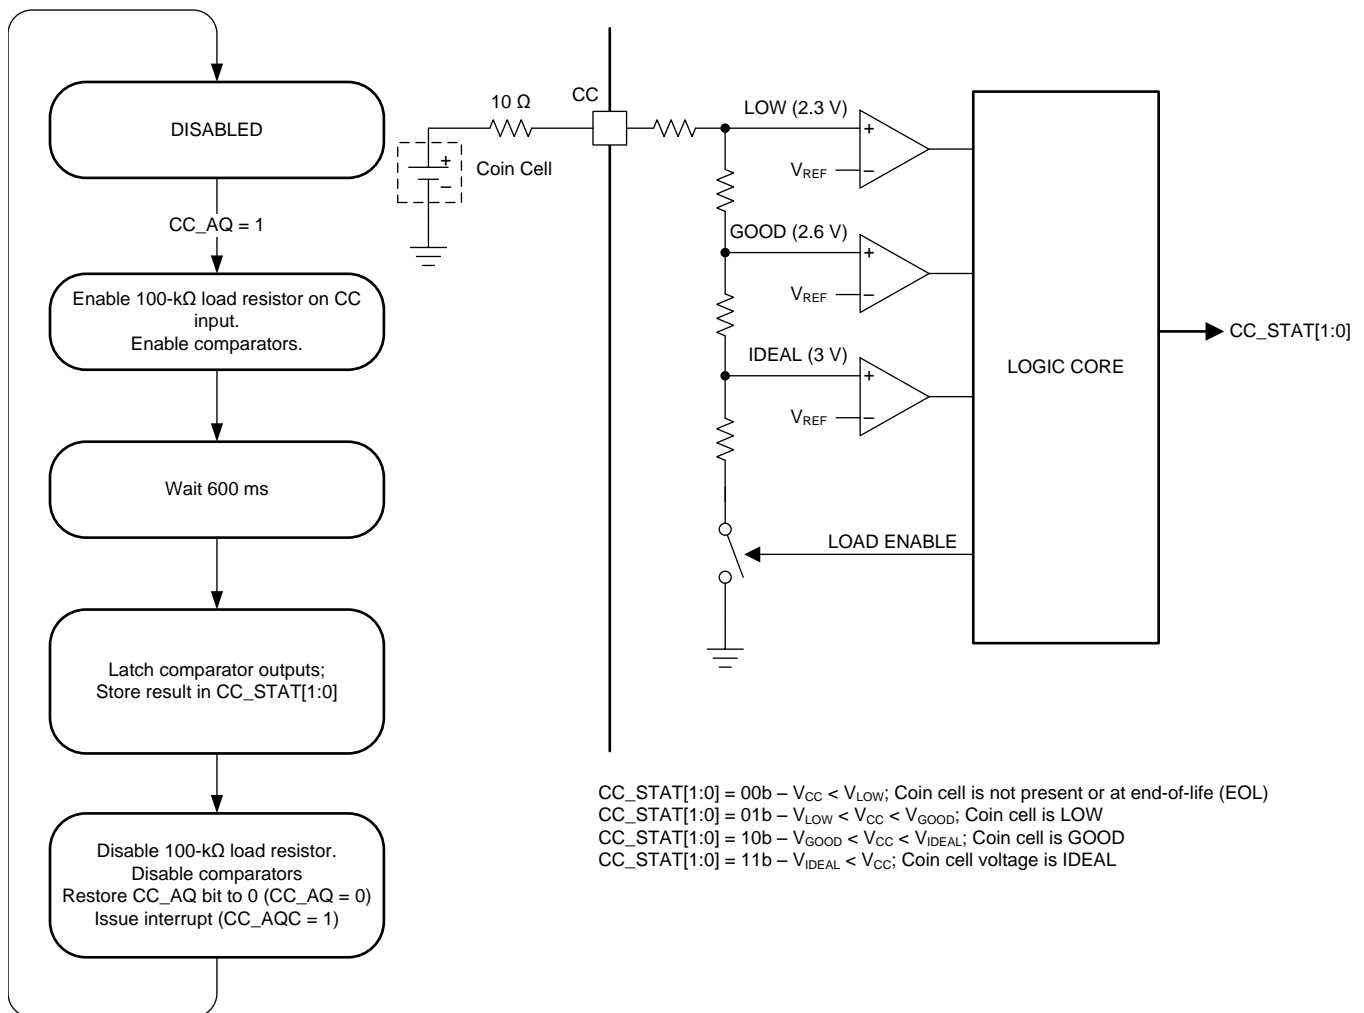 DISABLED
CC_AQ = 1
Enable 100-kΩ load resistor on CC
input.
Enable comparators.
Wait 600 ms
Latch comparator outputs;
Store result in CC_STAT[1:0]
Disable 100-kΩ load resistor.
Disable comparators
Restore CC_AQ bit to 0 (CC_AQ = 0)
Issue interrupt (CC_AQC = 1)
10 Ω
CC
+
−
Coin Cell
LOW (2.3 V)
+
VREF
−
GOOD (2.6 V)
+
VREF
−
IDEAL (3 V)
+
VREF
−
LOAD ENABLE
LOGIC CORE
CC_STAT[1:0]
CC_STAT[1:0] = 00b – VCC < VLOW; Coin cell is not present or at end-of-life (EOL)
CC_STAT[1:0] = 01b – VLOW < VCC < VGOOD; Coin cell is LOW
CC_STAT[1:0] = 10b – VGOOD < VCC < VIDEAL; Coin cell is GOOD
CC_STAT[1:0] = 11b – VIDEAL < VCC; Coin cell voltage is IDEAL